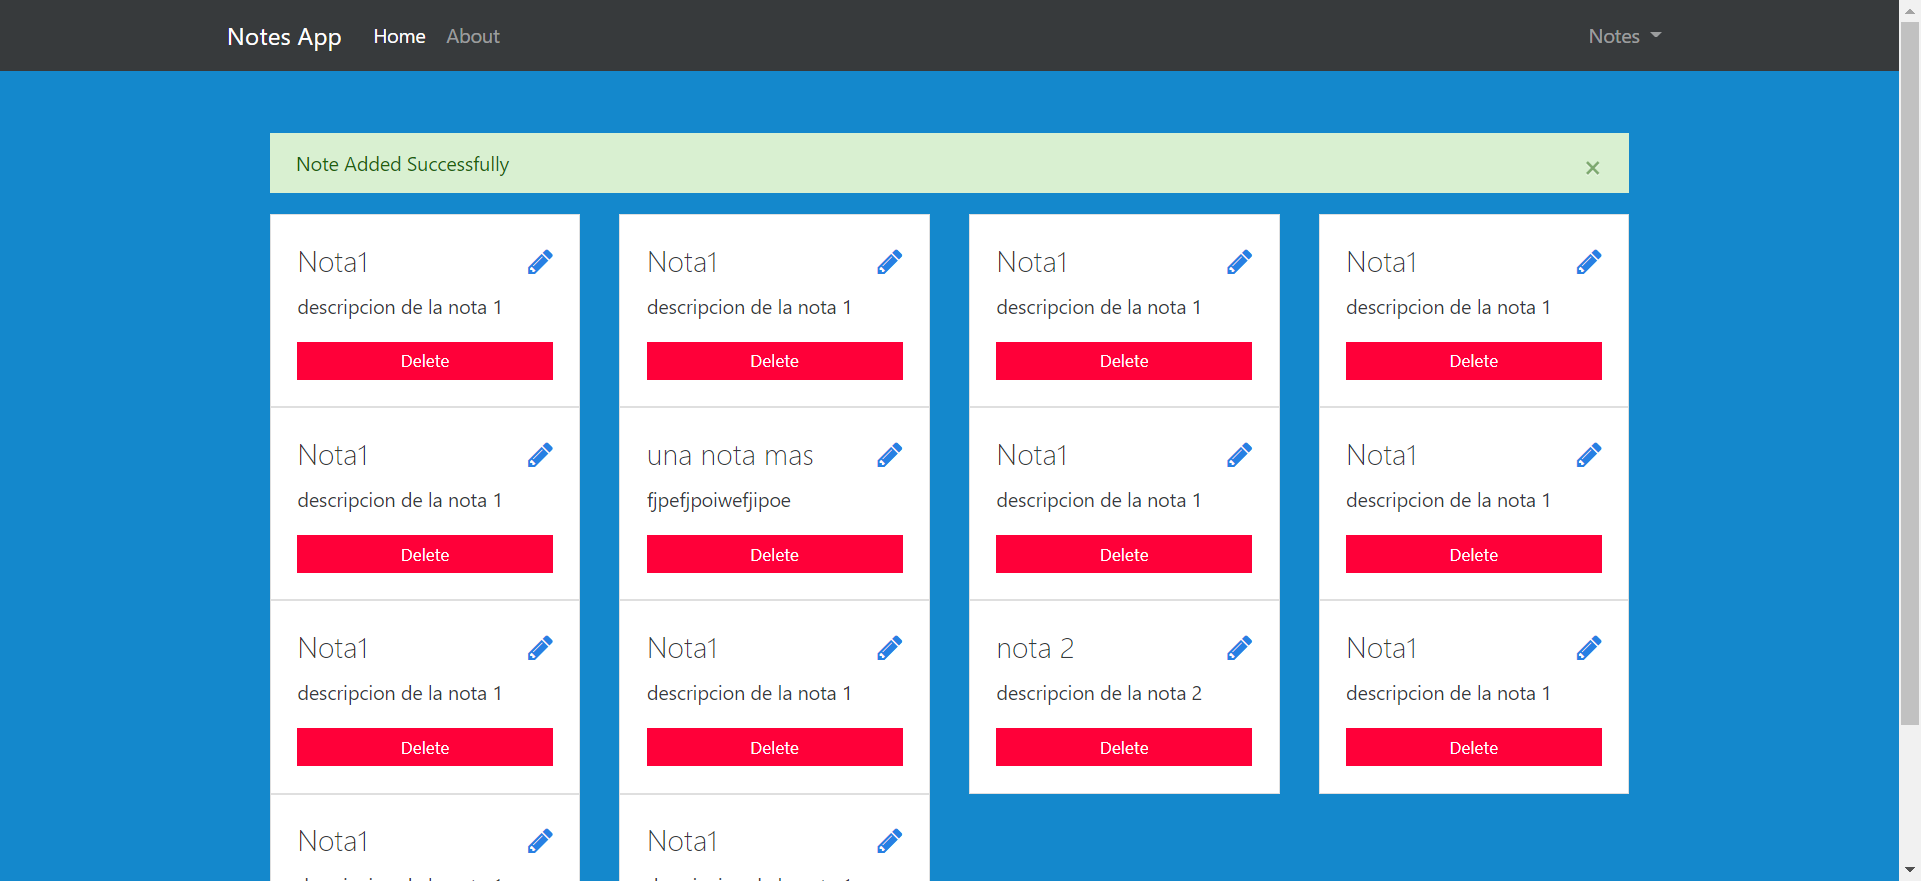 Notes App Home About Notes
Note Added Successfully ×
Nota1 Nota1 Nota1 Nota1
descripcion de la nota 1 descripcion de la nota 1 descripcion de la nota 1 descripcion de la nota 1
Delete Delete Delete Delete
Nota1 una nota mas Nota1 Nota1
descripcion de la nota 1 fjpefjpoiwefjipoe descripcion de la nota 1 descripcion de la nota 1
Delete Delete Delete Delete
Nota1 Nota1 nota 2 Nota1
descripcion de la nota 1 descripcion de la nota 1 descripcion de la nota 2 descripcion de la nota 1
Delete Delete Delete Delete
Nota1 Nota1